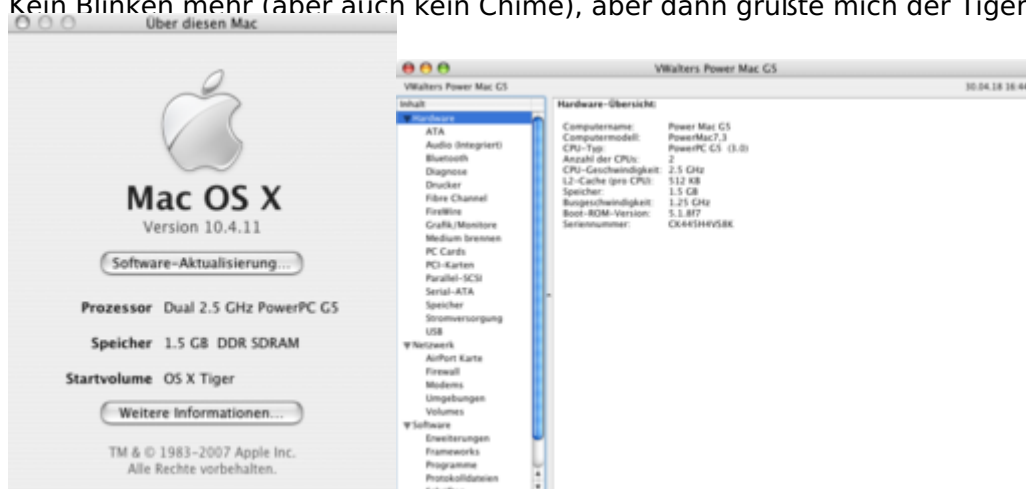 Kein Blinken mehr (aber auch kein Chime), aber dann grüßte mich der Tiger
Über diesen Mac
Mac OS X
Version 10.4.11
Software-Aktualisierung...
Prozessor Dual 2.5 GHz PowerPC G5
Speicher 1.5 GB DDR SDRAM
Startvolume OS X Tiger
Weitere Informationen...
TM & © 1983-2007 Apple Inc.
Alle Rechte vorbehalten.
VWalters Power Mac G5
VWalters Power Mac G5
30.04.18 16:44
Inhalt
Hardware
ATA
Audio (Integriert)
Bluetooth
Diagnose
Drucker
Fibre Channel
FireWire
Grafik/Monitore
Medium brennen
PC Cards
PCI-Karten
Parallel-SCSI
Serial-ATA
Speicher
Stromversorgung
USB
Netzwerk
AirPort Karte
Firewall
Modems
Umgebungen
Volumes
Software
Erweiterungen
Frameworks
Programme
Protokolldateien
Hardware-Übersicht:
Computername: Power Mac G5
Computermodell: PowerMac7,3
CPU-Typ: PowerPC G5 (3.0)
Anzahl der CPUs: 2
CPU-Geschwindigkeit: 2.5 GHz
L2-Cache (pro CPU): 512 KB
Speicher: 1.5 GB
Busgeschwindigkeit: 1.25 GHz
Boot-ROM-Version: 5.1.8f7
Seriennummer: